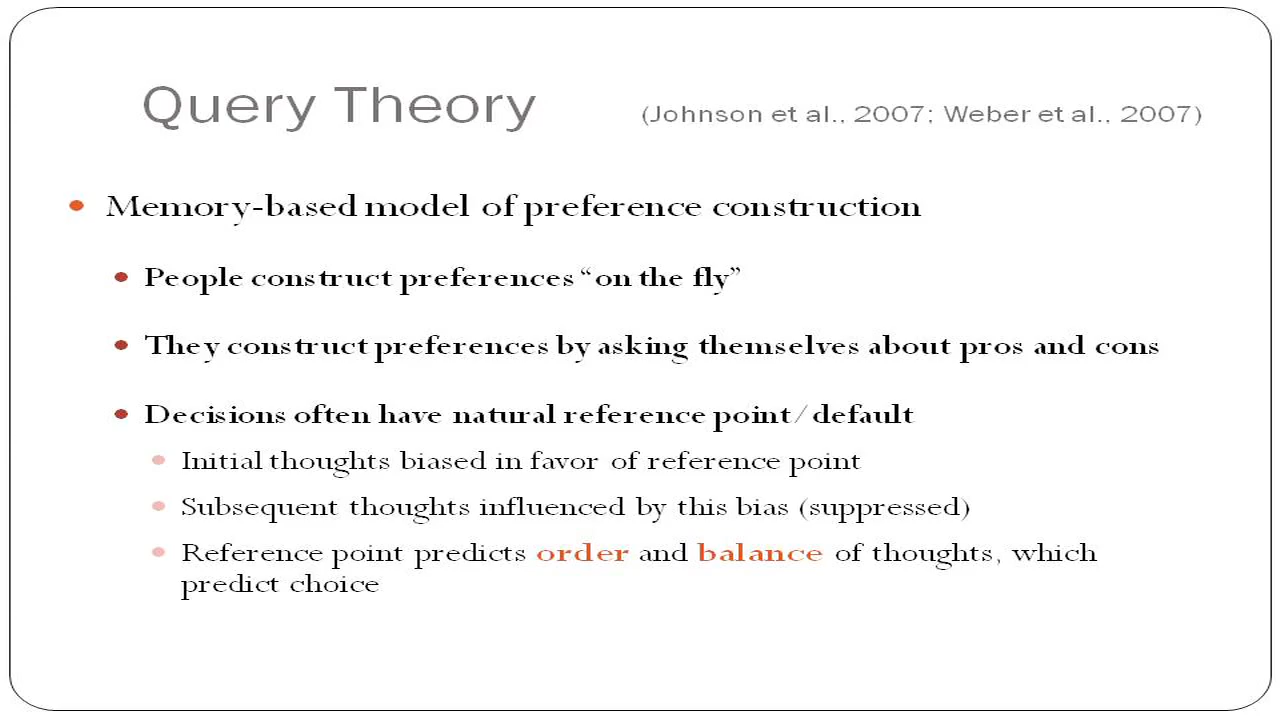 Query Theory (Johnson et al., 2007; Weber et al., 2007)
Memory-based model of preference construction
People construct preferences “on the fly”
They construct preferences by asking themselves about pros and cons
Decisions often have natural reference point/ default
Initial thoughts biased in favor of reference point
Subsequent thoughts influenced by this bias (suppressed)
Reference point predicts order and balance of thoughts, which
predict choice